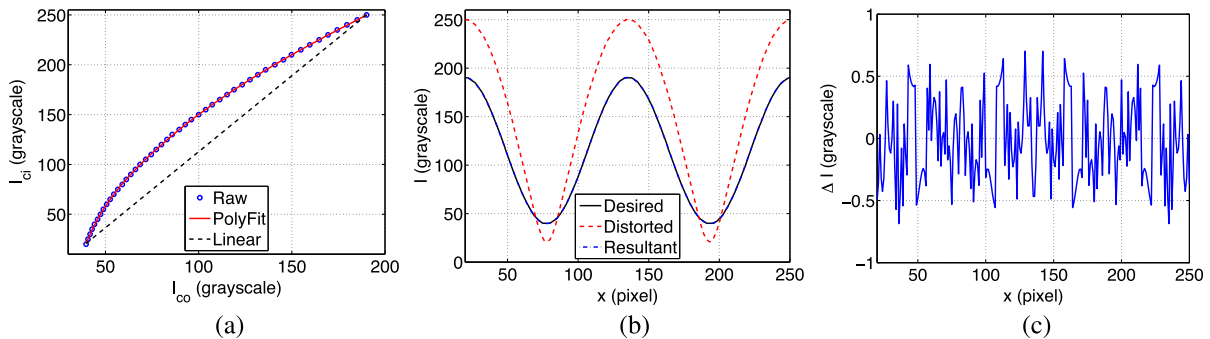 250
200
150
100
50
50
100
150
200
I_ci (grayscale)
I_co (grayscale)
Raw
PolyFit
Linear
(a)
250
200
150
100
50
0
50
100
150
200
250
I (grayscale)
x (pixel)
Desired
Distorted
Resultant
(b)
1
0.5
0
−0.5
−1
50
100
150
200
250
Δ I (grayscale)
x (pixel)
(c)